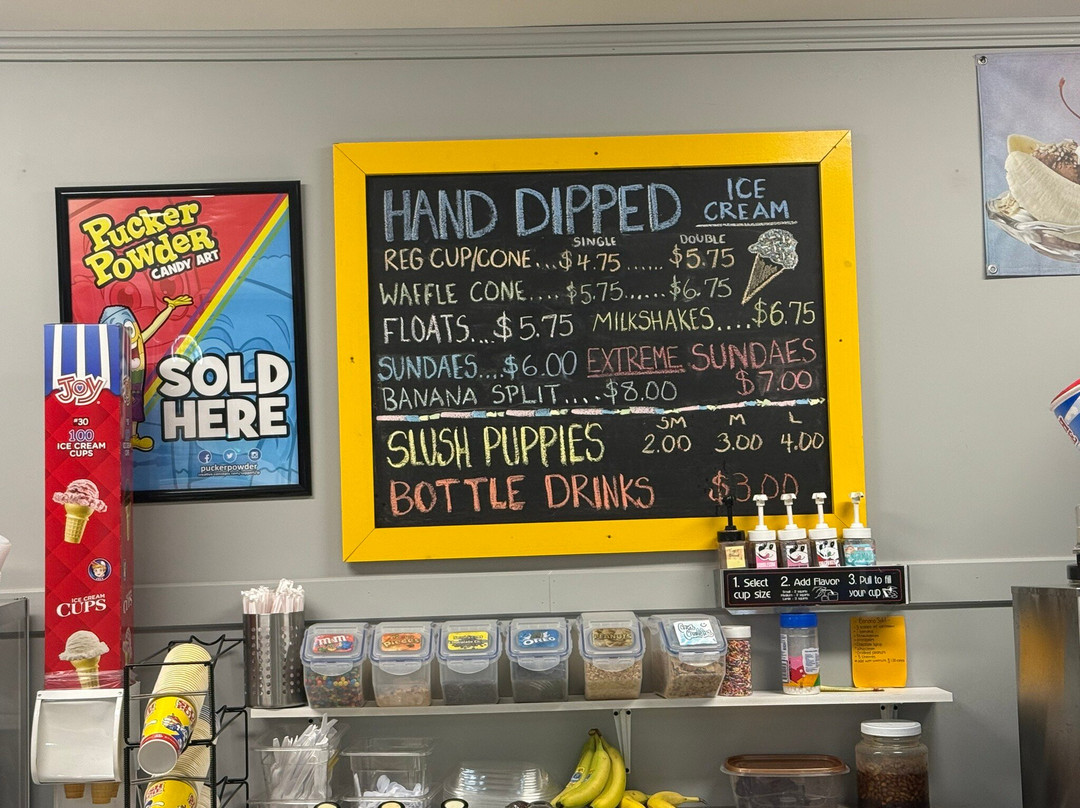 Pucker
Powder
CANDY ART
SOLD
HERE
puckerpowder
JOY
#30
100
ICE CREAM
CUPS
ICE CREAM
CUPS
HAND DIPPED ICE
CREAM
SINGLE DOUBLE
REG CUP/CONE...$4.75......$5.75
WAFFLE CONE....$5.75......$6.75
FLOATS...$5.75 MILKSHAKES....$6.75
SUNDAES....$6.00 EXTREME SUNDAES
BANANA SPLIT....$8.00 $7.00
SM M L
SLUSH PUPPIES 2.00 3.00 4.00
BOTTLE DRINKS $3.00
1. Select 2. Add Flavor 3. Pull to fill
cup size your cup
m&m's
Reese's
OREO
Banana Split